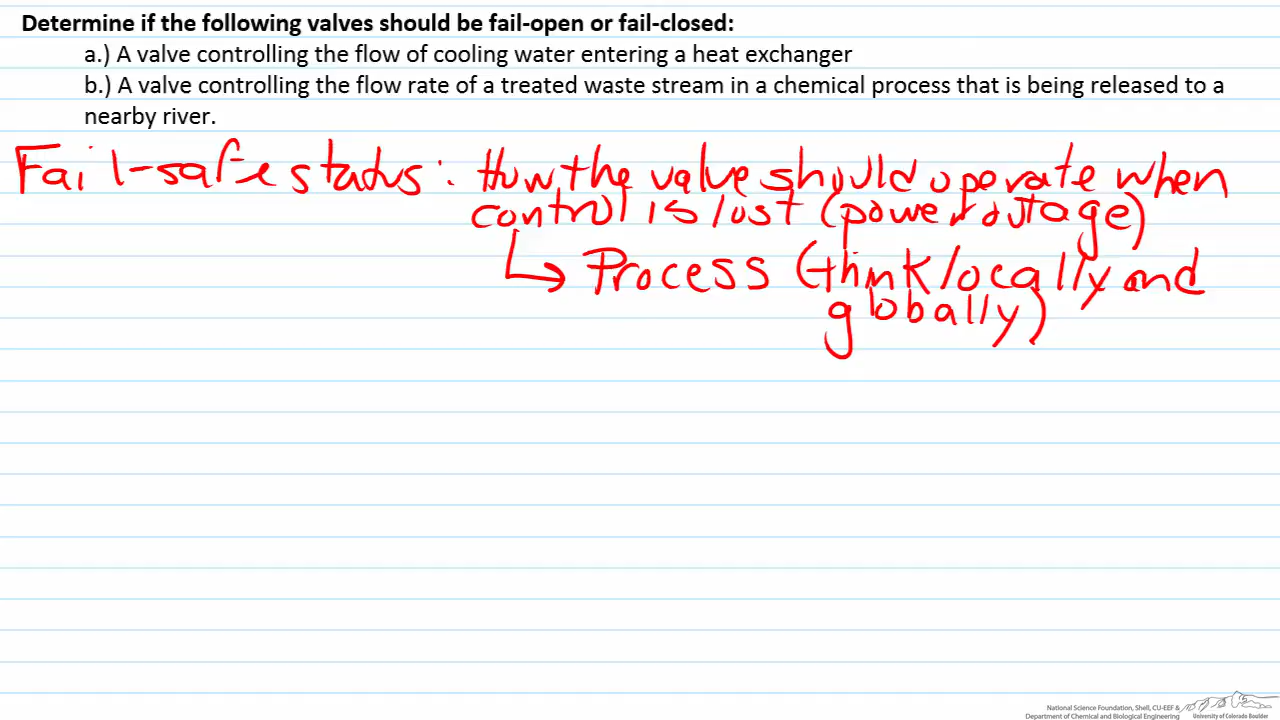 Determine if the following valves should be fail-open or fail-closed:
a.) A valve controlling the flow of cooling water entering a heat exchanger
b.) A valve controlling the flow rate of a treated waste stream in a chemical process that is being released to a
nearby river.
Fail-safe status: How the valve should operate when
control is lost (power outage)
↳ Process (think locally and
globally)
National Science Foundation, Shell, CU-EEF &
Department of Chemical and Biological Engineering
University of Colorado Boulder